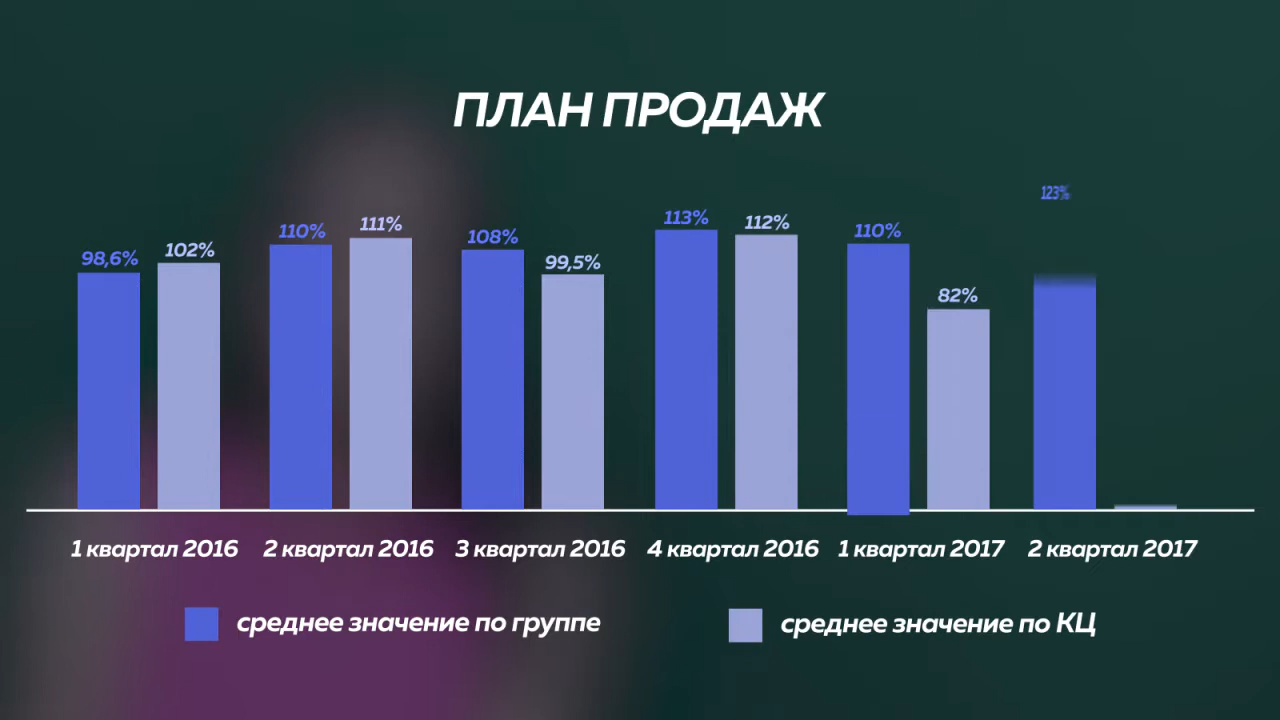 ПЛАН ПРОДАЖ
98,6% 102% 110% 111% 108% 99,5% 113% 112% 110% 82% 123%
1 квартал 2016 2 квартал 2016 3 квартал 2016 4 квартал 2016 1 квартал 2017 2 квартал 2017
среднее значение по группе среднее значение по КЦ